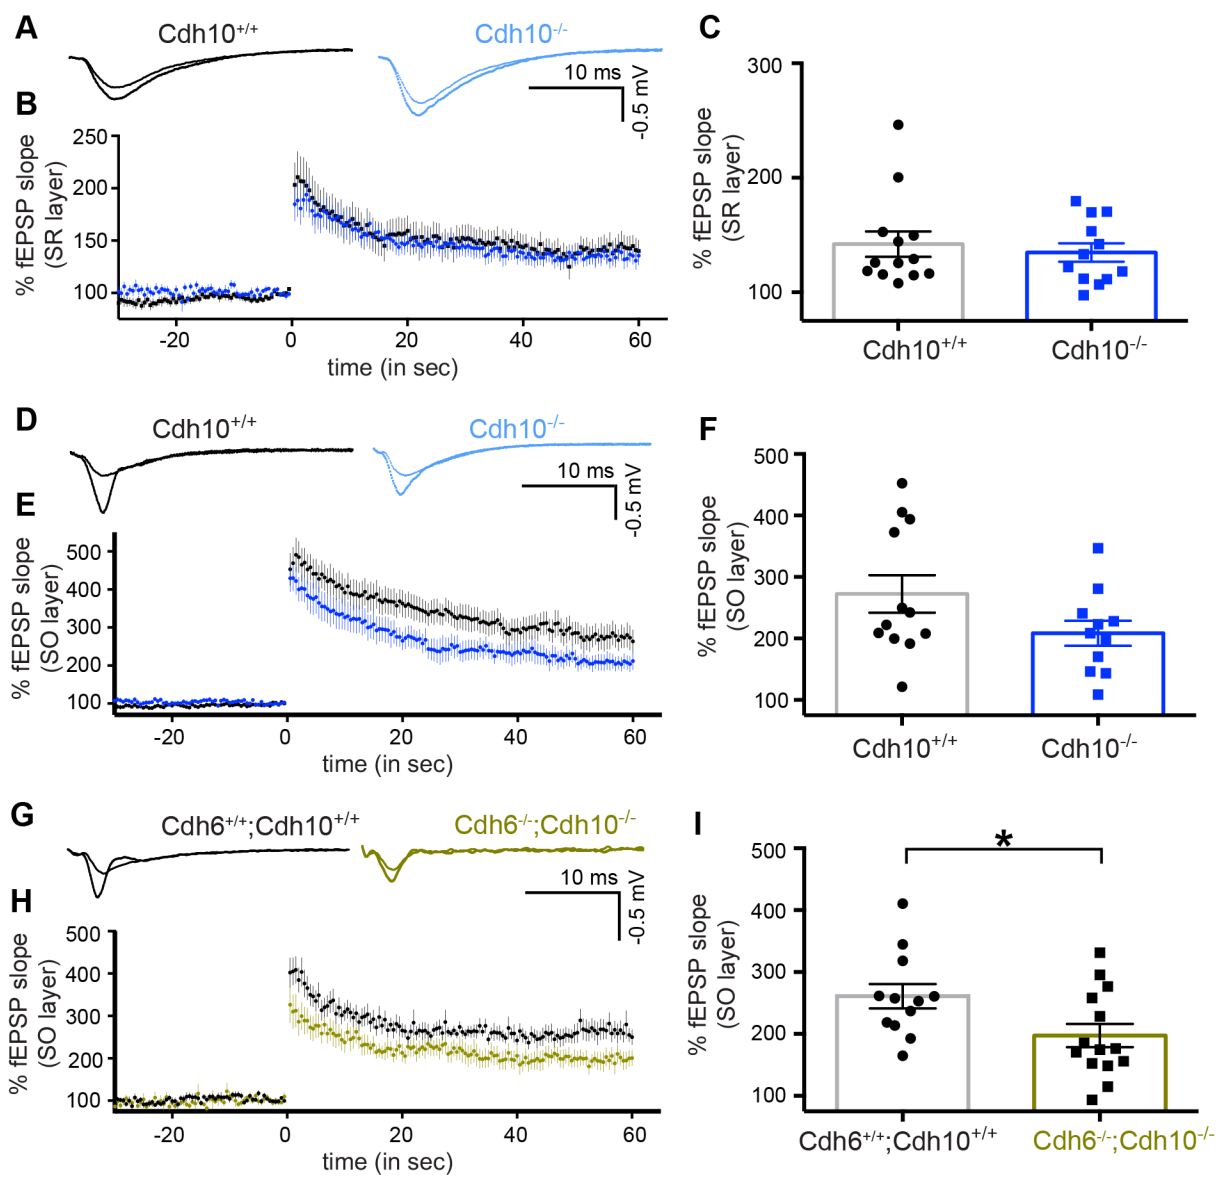 A
Cdh10+/+
Cdh10-/-
10 ms
-0.5 mV
B
% fEPSP slope
(SR layer)
250
200
150
100
-20
0
20
40
60
time (in sec)
C
% fEPSP slope
(SR layer)
300
200
100
Cdh10+/+
Cdh10-/-
D
Cdh10+/+
Cdh10-/-
10 ms
-0.5 mV
E
% fEPSP slope
(SO layer)
500
400
300
200
100
-20
0
20
40
60
time (in sec)
F
% fEPSP slope
(SO layer)
500
400
300
200
100
Cdh10+/+
Cdh10-/-
G
Cdh6+/+;Cdh10+/+
Cdh6-/-;Cdh10-/-
10 ms
-0.5 mV
H
% fEPSP slope
(SO layer)
500
400
300
200
100
-20
0
20
40
60
time (in sec)
I
*
% fEPSP slope
(SO layer)
500
400
300
200
100
Cdh6+/+;Cdh10+/+
Cdh6-/-;Cdh10-/-